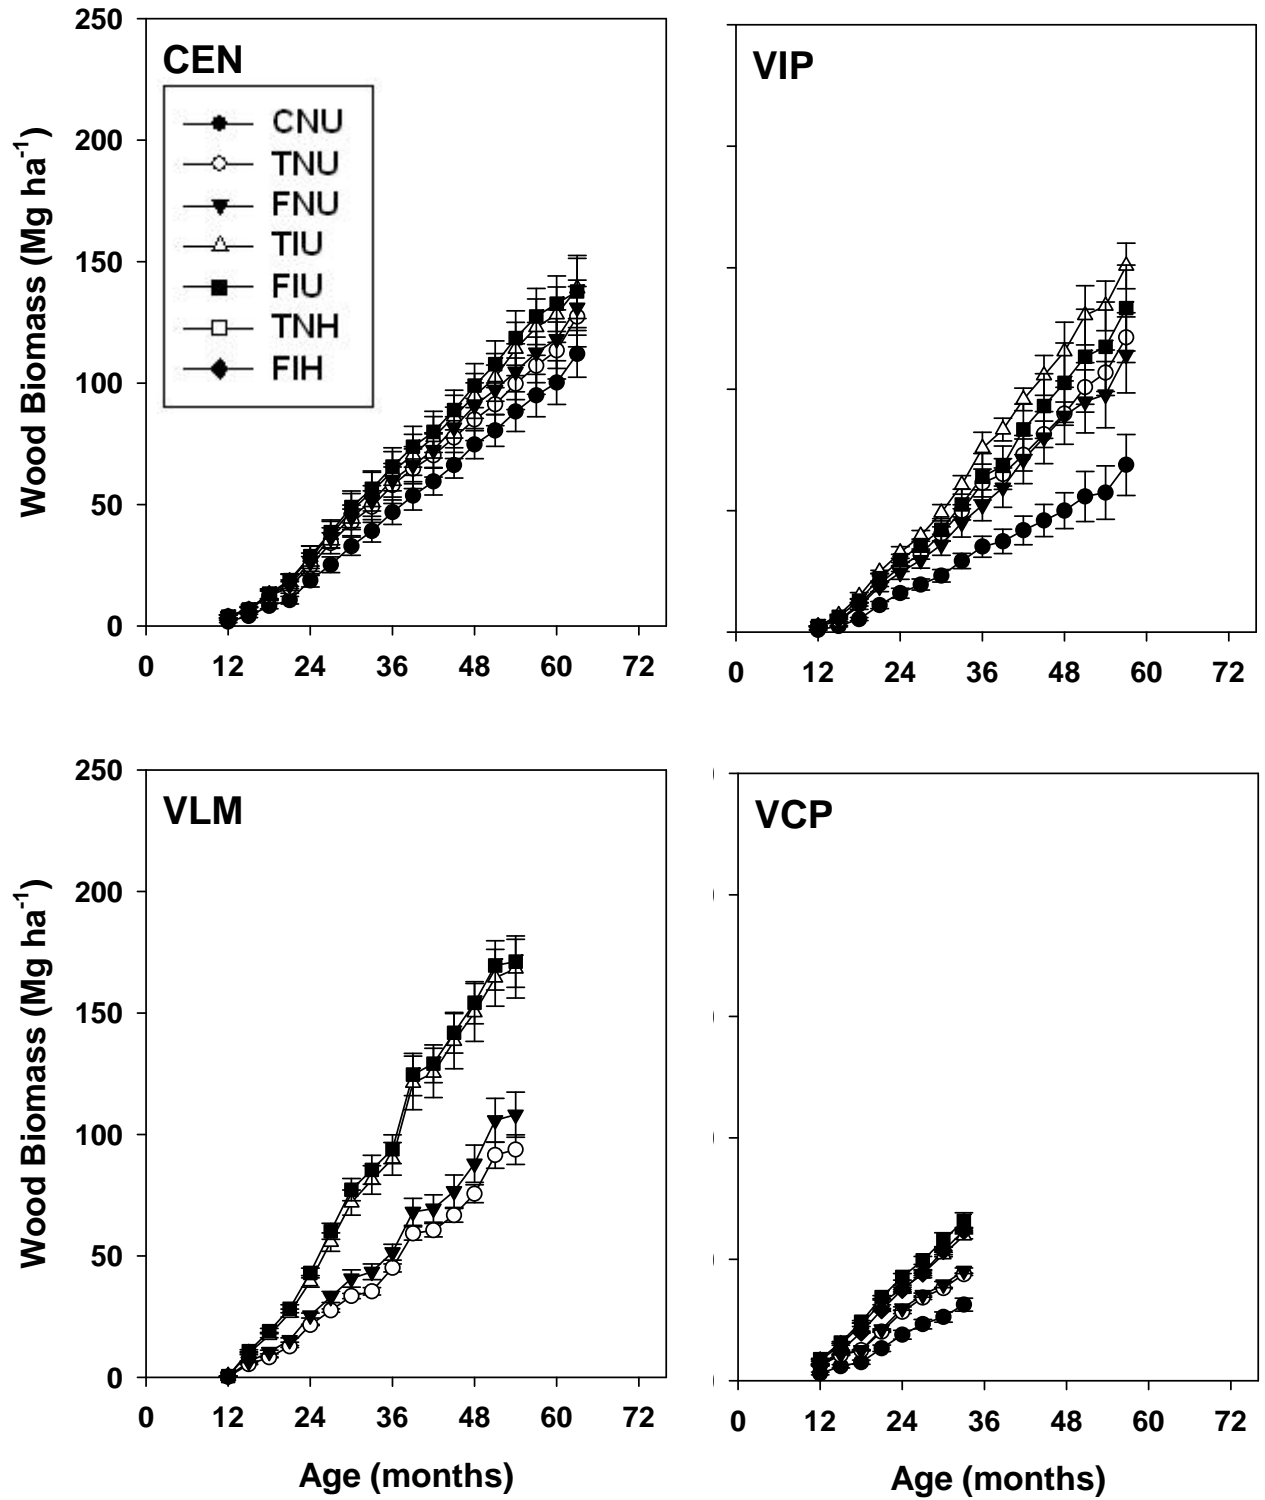 CEN
CNU
TNU
FNU
TIU
FIU
TNH
FIH
Wood Biomass (Mg ha-1)
250
200
150
100
50
0
0 12 24 36 48 60 72
VIP
0 12 24 36 48 60 72
VLM
Wood Biomass (Mg ha-1)
250
200
150
100
50
0
0 12 24 36 48 60 72
Age (months)
VCP
0 12 24 36 48 60 72
Age (months)